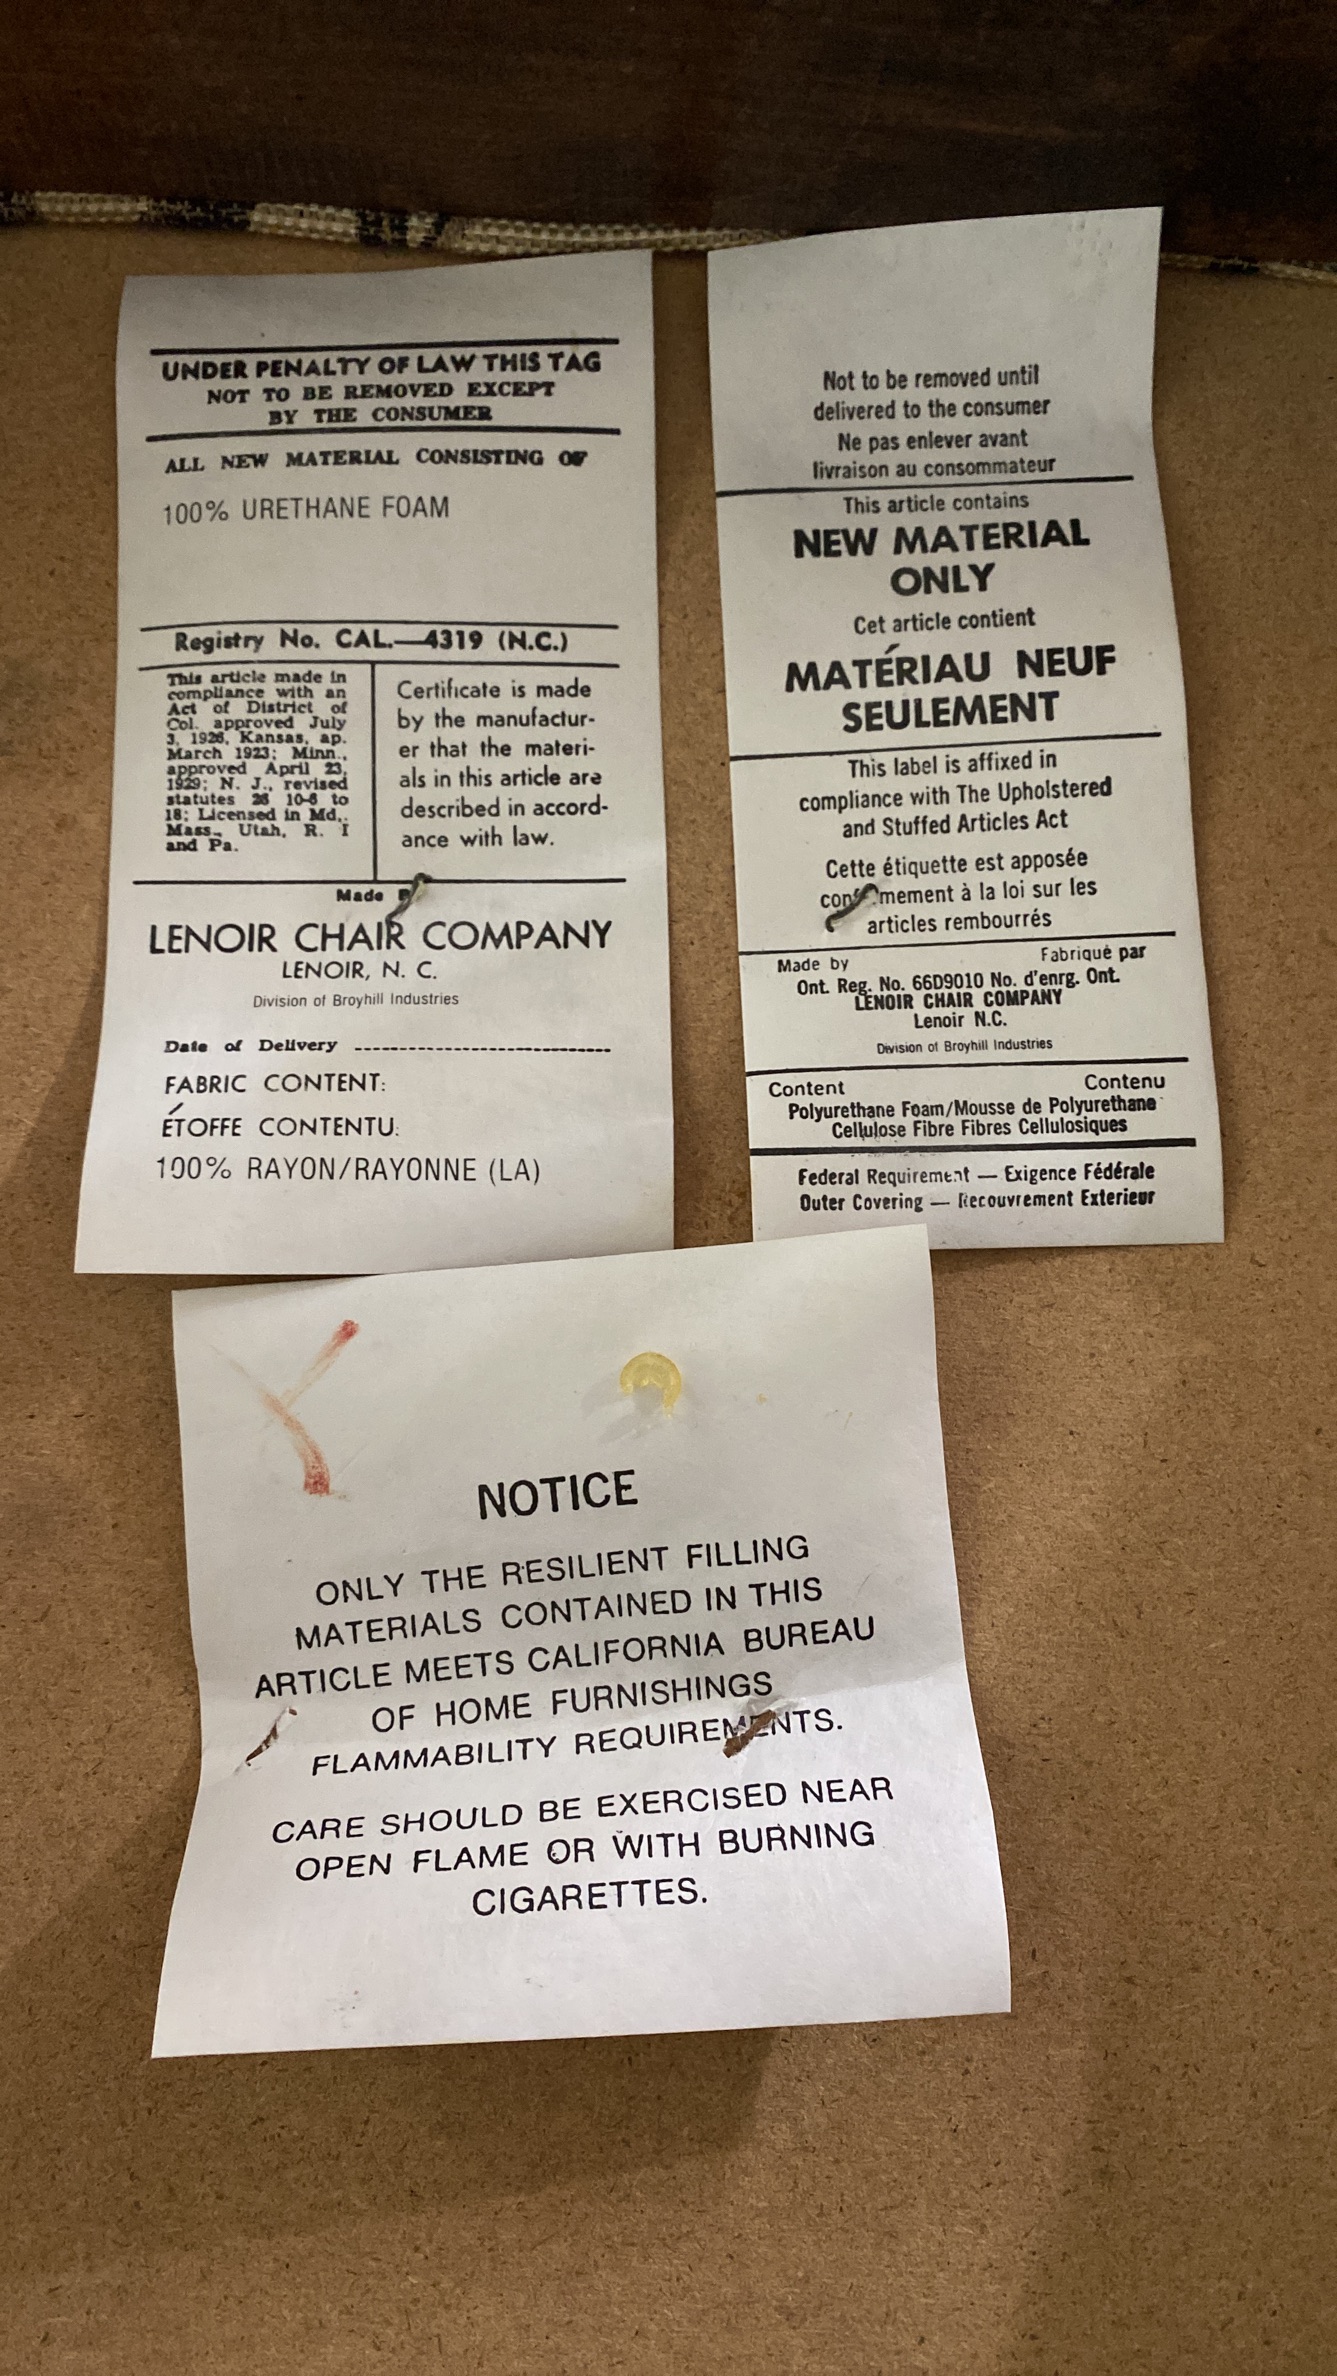 UNDER PENALTY OF LAW THIS TAG
NOT TO BE REMOVED EXCEPT
BY THE CONSUMER
ALL NEW MATERIAL CONSISTING OF
100% URETHANE FOAM
Registry No. CAL.—4319 (N.C.)
This article made in
compliance with an
Act of District of
Col. approved July
3, 1926, Kansas, ap.
March 1923; Minn.,
approved April 23,
1929; N. J., revised
statutes 26 10-6 to
18; Licensed in Md.,
Mass., Utah, R. I
and Pa.
Certificate is made
by the manufactur-
er that the materi-
als in this article are
described in accord-
ance with law.
Made
LENOIR CHAIR COMPANY
LENOIR, N. C.
Division of Broyhill Industries
Date of Delivery
FABRIC CONTENT:
ÉTOFFE CONTENTU:
100% RAYON/RAYONNE (LA)
Not to be removed until
delivered to the consumer
Ne pas enlever avant
livraison au consommateur
This article contains
NEW MATERIAL
ONLY
Cet article contient
MATÉRIAU NEUF
SEULEMENT
This label is affixed in
compliance with The Upholstered
and Stuffed Articles Act
Cette étiquette est apposée
à la loi sur les
articles rembourrés
Made by Fabriqué par
Ont. Reg. No. 66D9010 No. d'enrg. Ont.
LENOIR CHAIR COMPANY
Lenoir N.C.
Division of Broyhill Industries
Content Contenu
Polyurethane Foam/Mousse de Polyurethane
Cellulose Fibre Fibres Cellulosiques
Federal Requirement — Exigence Fédérale
Outer Covering — Recouvrement Exterieur
NOTICE
ONLY THE RESILIENT FILLING
MATERIALS CONTAINED IN THIS
ARTICLE MEETS CALIFORNIA BUREAU
OF HOME FURNISHINGS
FLAMMABILITY REQUIREMENTS.
CARE SHOULD BE EXERCISED NEAR
OPEN FLAME OR WITH BURNING
CIGARETTES.